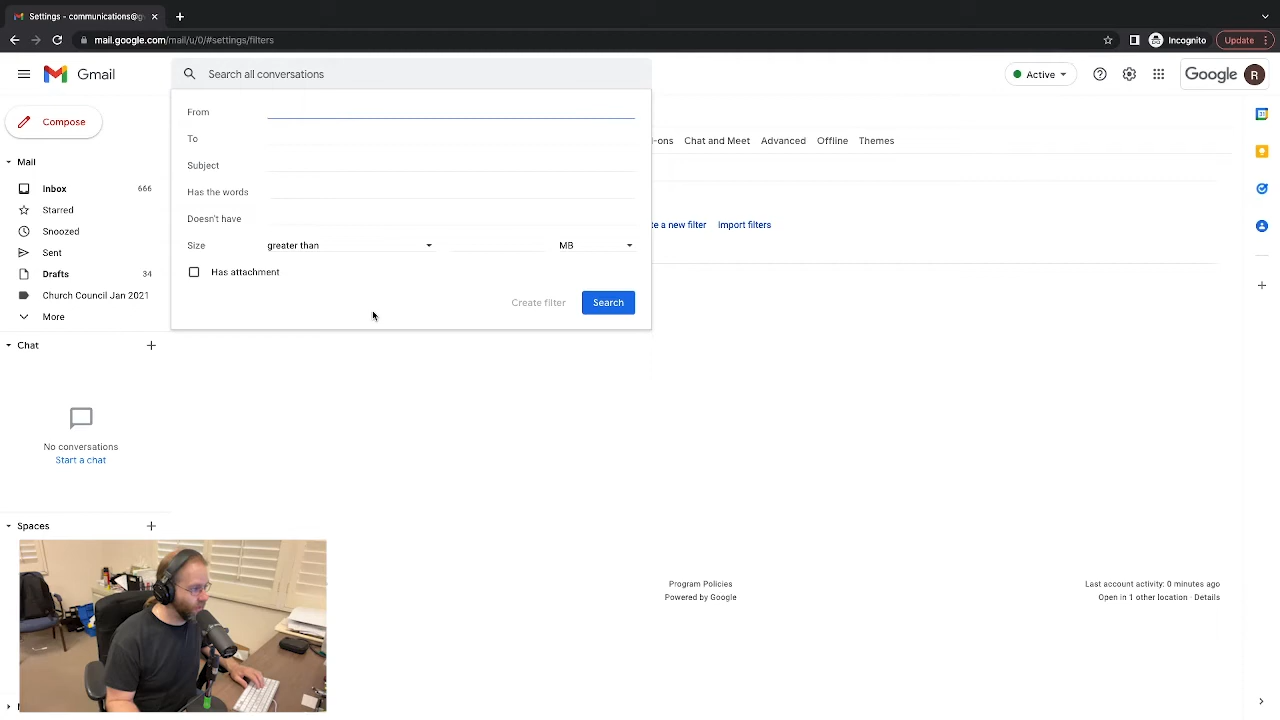 Settings - communications@g
mail.google.com/mail/u/0/#settings/filters
Incognito
Update
Gmail
Search all conversations
Active
Google
R
Compose
From
To
Subject
Has the words
Doesn't have
Size
greater than
MB
Has attachment
Create filter
Search
-ons
Chat and Meet
Advanced
Offline
Themes
te a new filter
Import filters
Mail
Inbox
666
Starred
Snoozed
Sent
Drafts
34
Church Council Jan 2021
More
Chat
No conversations
Start a chat
Spaces
Program Policies
Powered by Google
Last account activity: 0 minutes ago
Open in 1 other location · Details